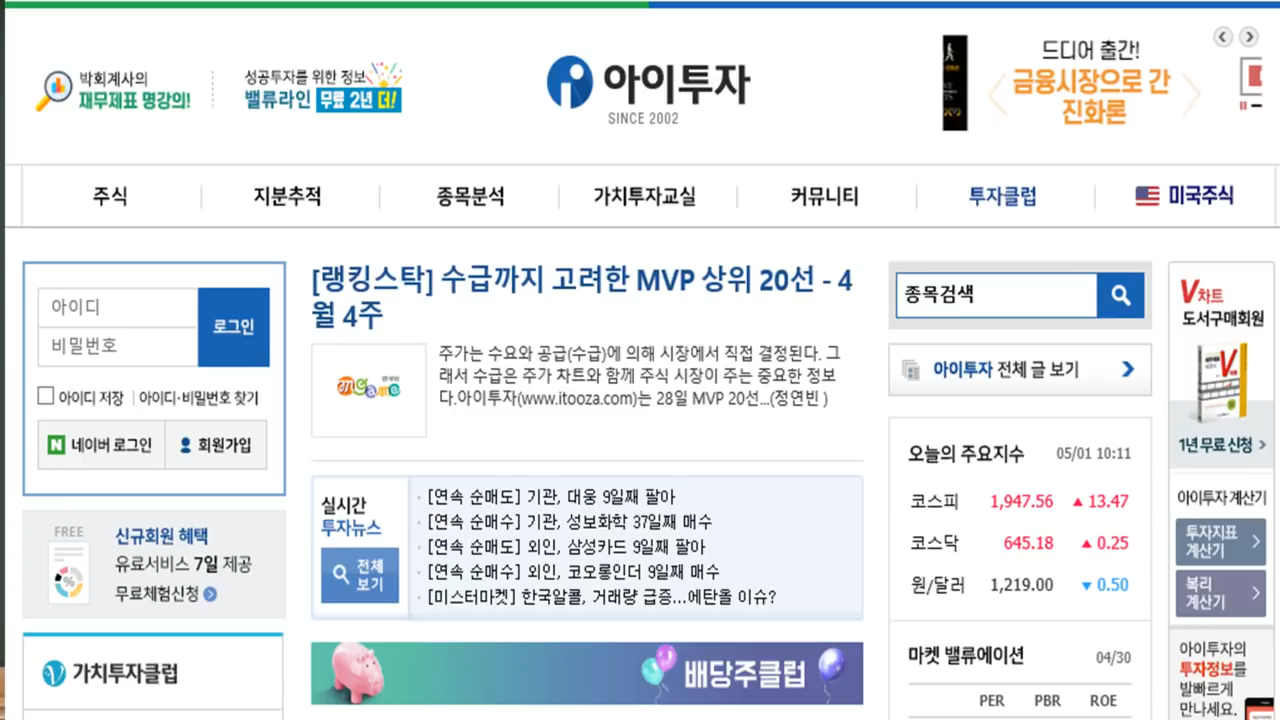 박회계사의
재무제표 명강의!
성공투자를 위한 정보
밸류라인 무료 2년 더!
아이투자
SINCE 2002
드디어 출간!
금융시장으로 간
진화론
주식
지분추적
종목분석
가치투자교실
커뮤니티
투자클럽
미국주식
아이디
비밀번호
로그인
아이디 저장
아이디·비밀번호 찾기
N 네이버 로그인
회원가입
FREE
신규회원 혜택
유료서비스 7일 제공
무료체험신청
가치투자클럽
[랭킹스탁] 수급까지 고려한 MVP 상위 20선 - 4
월 4주
mgame
주가는 수요와 공급(수급)에 의해 시장에서 직접 결정된다. 그
래서 수급은 주가 차트와 함께 주식 시장이 주는 중요한 정보
다.아이투자(www.itooza.com)는 28일 MVP 20선...(정연빈 )
실시간
투자뉴스
전체
보기
· [연속 순매도] 기관, 대웅 9일째 팔아
· [연속 순매수] 기관, 성보화학 37일째 매수
· [연속 순매도] 외인, 삼성카드 9일째 팔아
· [연속 순매수] 외인, 코오롱인더 9일째 매수
· [미스터마켓] 한국알콜, 거래량 급증...에탄올 이슈?
배당주클럽
종목검색
아이투자 전체 글 보기
오늘의 주요지수 05/01 10:11
코스피 1,947.56 ▲ 13.47
코스닥 645.18 ▲ 0.25
원/달러 1,219.00 ▼ 0.50
마켓 밸류에이션 04/30
PER PBR ROE
V차트
도서구매회원
V
1년 무료 신청
아이투자 계산기
투자지표
계산기
복리
계산기
아이투자의
투자정보를
발빠르게
만나세요.